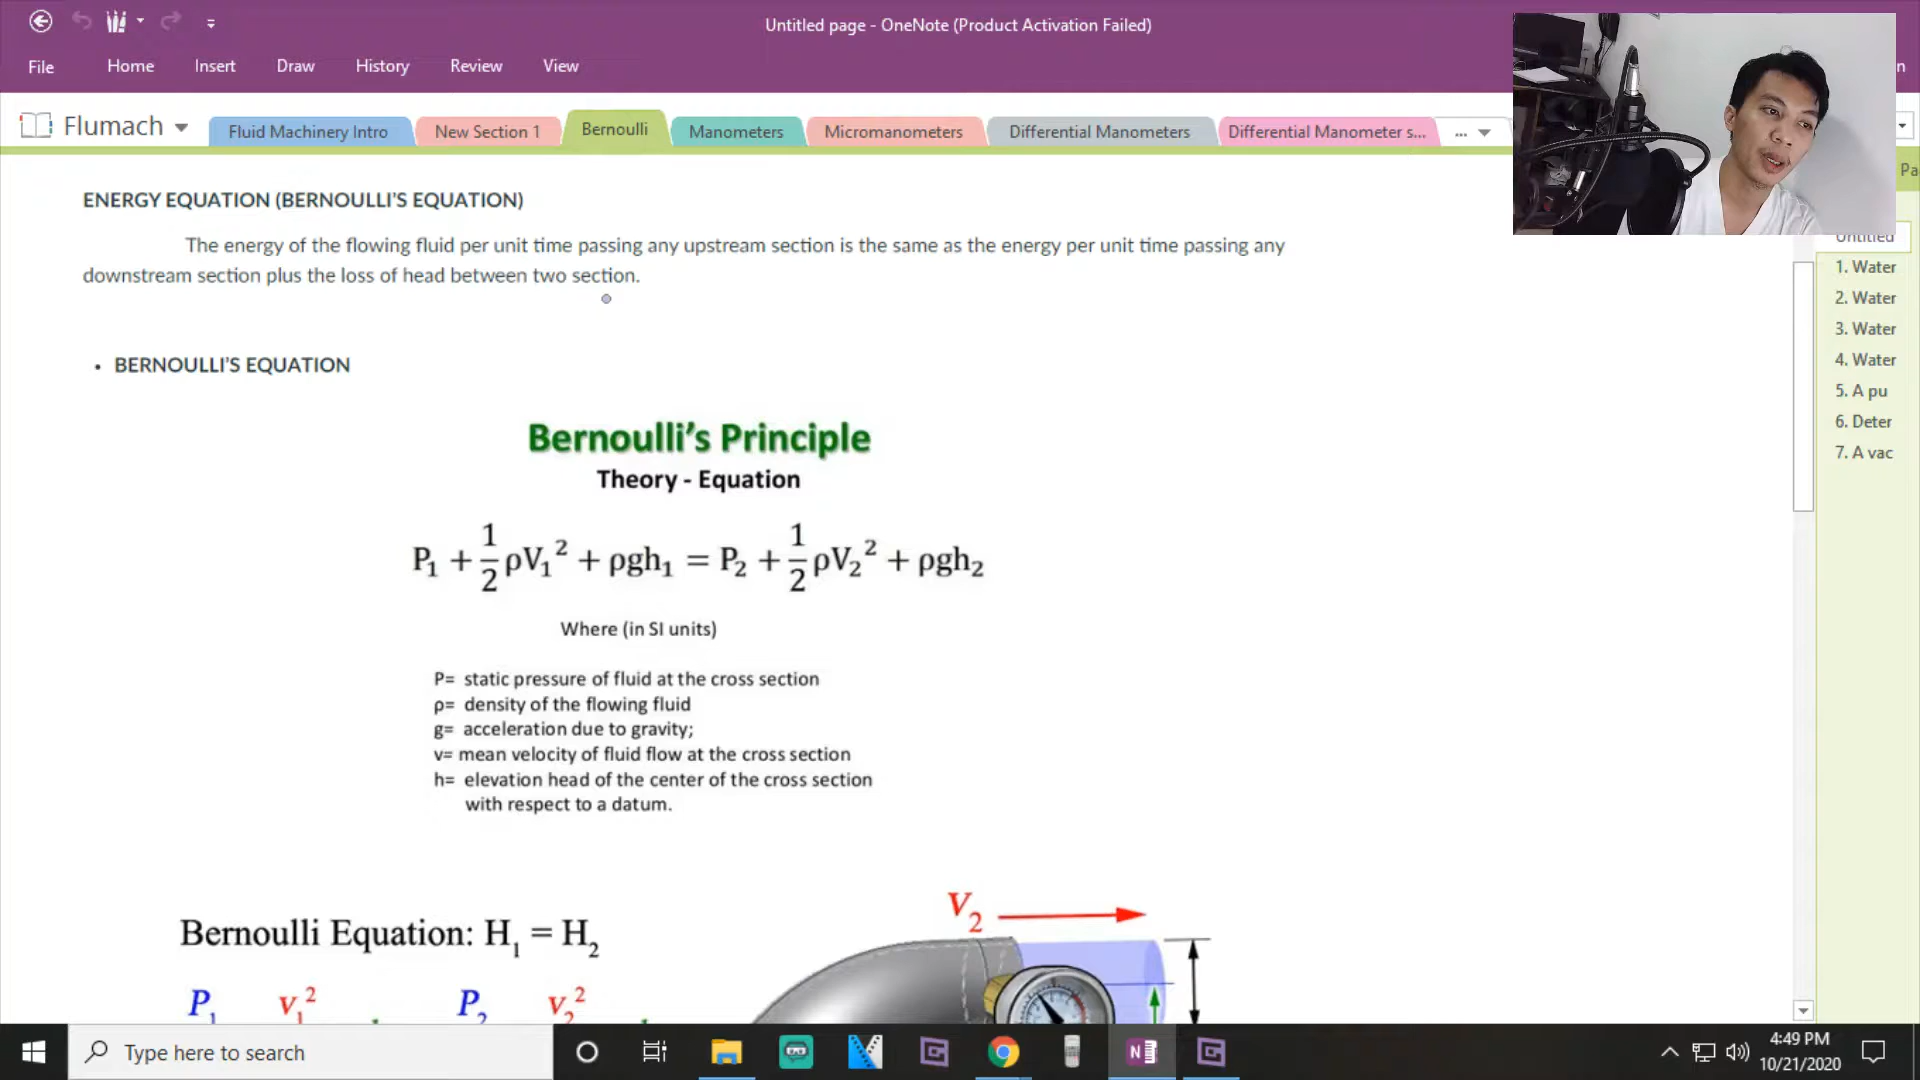 Untitled page - OneNote (Product Activation Failed)
File Home Insert Draw History Review View
Flumach Fluid Machinery Intro New Section 1 Bernoulli Manometers Micromanometers Differential Manometers Differential Manometer s... ...
Pa
ENERGY EQUATION (BERNOULLI'S EQUATION)
The energy of the flowing fluid per unit time passing any upstream section is the same as the energy per unit time passing any
downstream section plus the loss of head between two section.
Untitled
1. Water
2. Water
3. Water
4. Water
5. A pu
6. Deter
7. A vac
• BERNOULLI'S EQUATION
Bernoulli's Principle
Theory - Equation
P₁ + 1/2 ρV₁² + ρgh₁ = P₂ + 1/2 ρV₂² + ρgh₂
Where (in SI units)
P= static pressure of fluid at the cross section
ρ= density of the flowing fluid
g= acceleration due to gravity;
v= mean velocity of fluid flow at the cross section
h= elevation head of the center of the cross section
with respect to a datum.
V₂
Bernoulli Equation: H₁ = H₂
P₁ v₁² P₂ v₂²
Type here to search
4:49 PM
10/21/2020